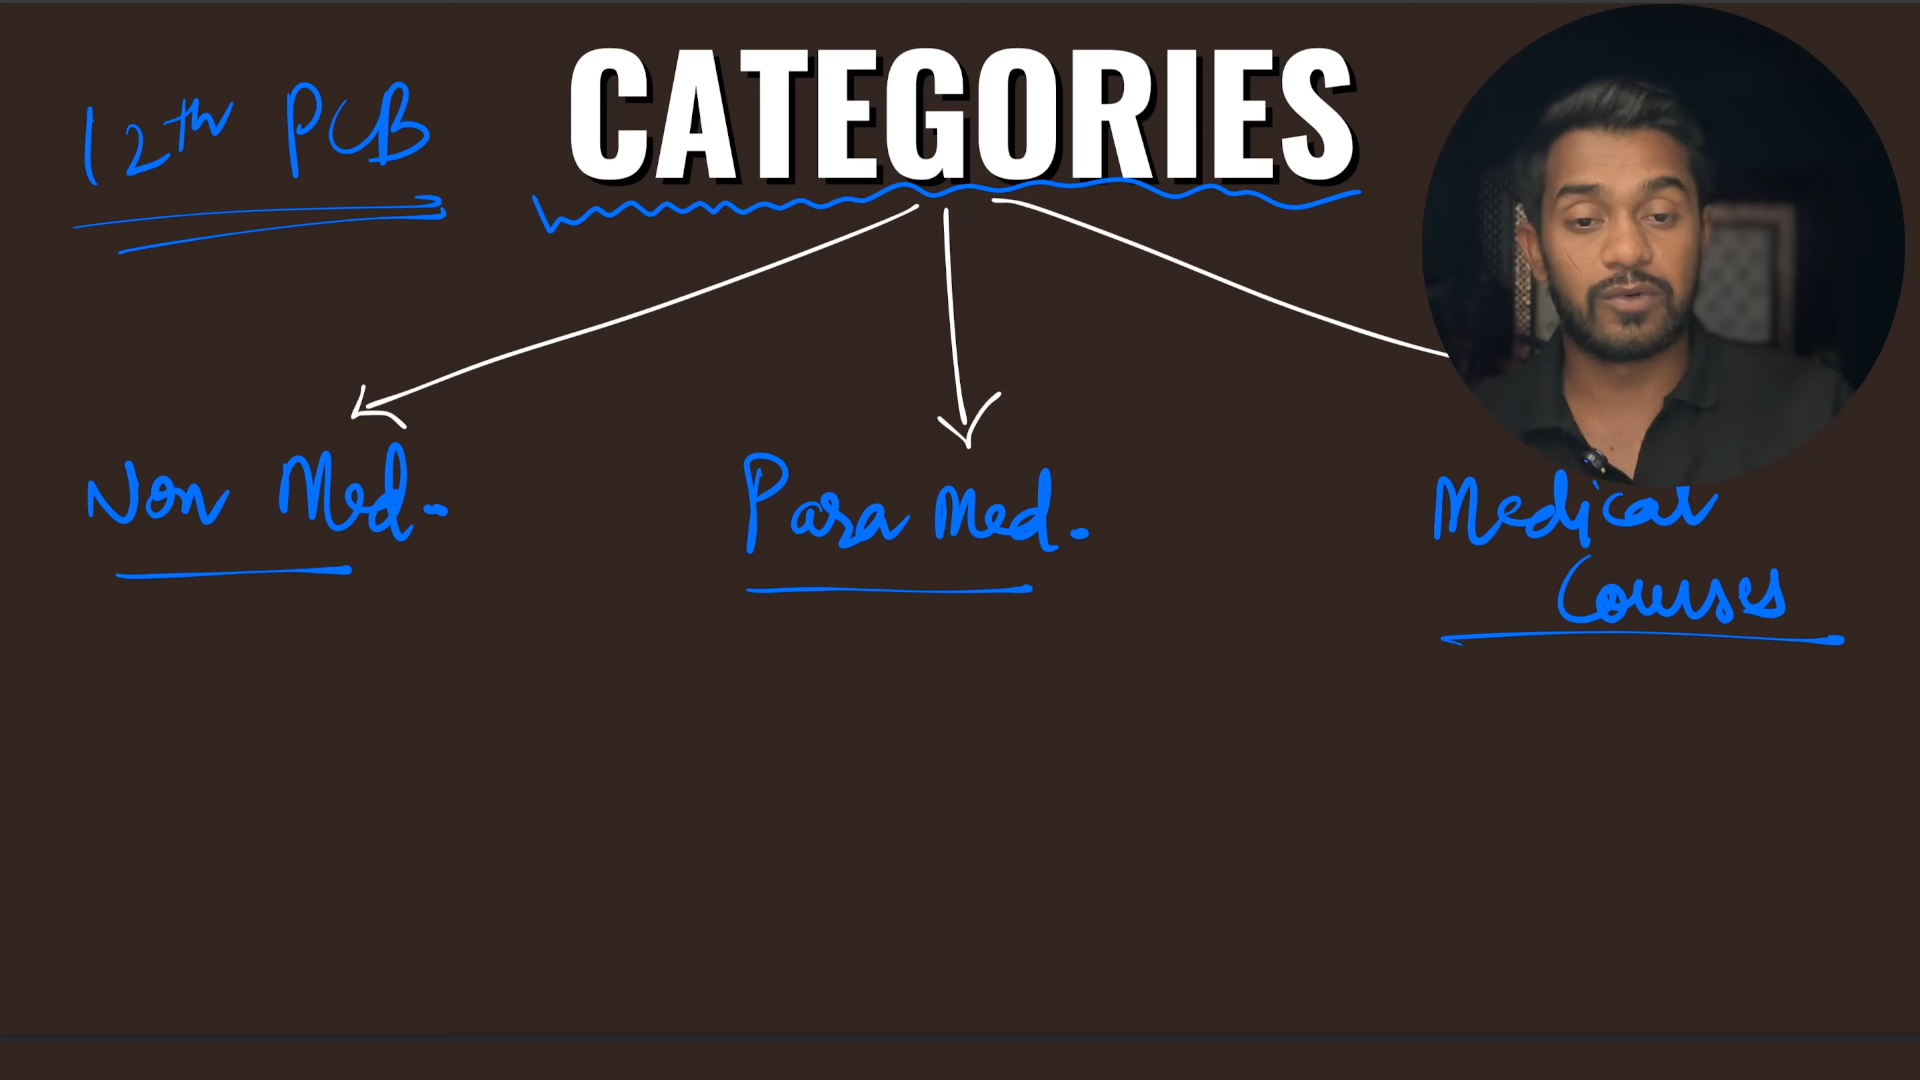 12th PCB
CATEGORIES
Non Med.
Para Med.
Medical
Courses